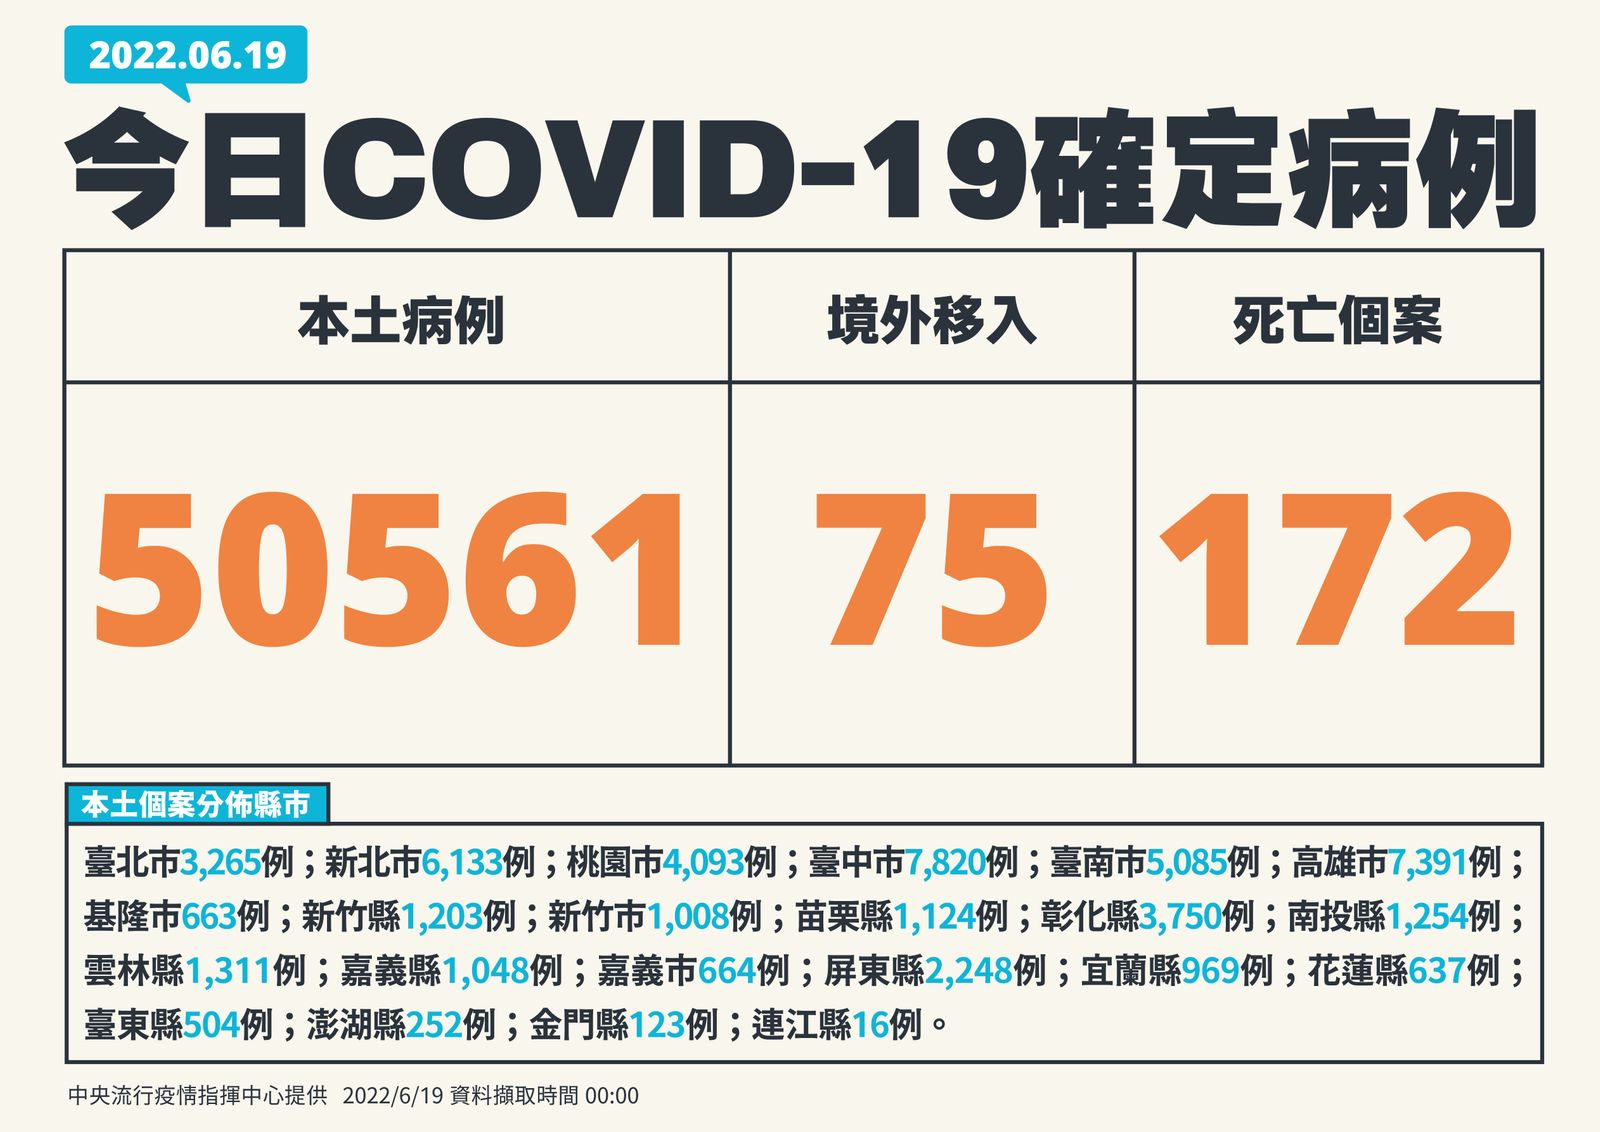 2022.06.19
今日COVID-19確定病例
本土病例 境外移入 死亡個案
50561 75 172
本土個案分佈縣市
臺北市3,265例；新北市6,133例；桃園市4,093例；臺中市7,820例；臺南市5,085例；高雄市7,391例；
基隆市663例；新竹縣1,203例；新竹市1,008例；苗栗縣1,124例；彰化縣3,750例；南投縣1,254例；
雲林縣1,311例；嘉義縣1,048例；嘉義市664例；屏東縣2,248例；宜蘭縣969例；花蓮縣637例；
臺東縣504例；澎湖縣252例；金門縣123例；連江縣16例。
中央流行疫情指揮中心提供 2022/6/19 資料擷取時間 00:00